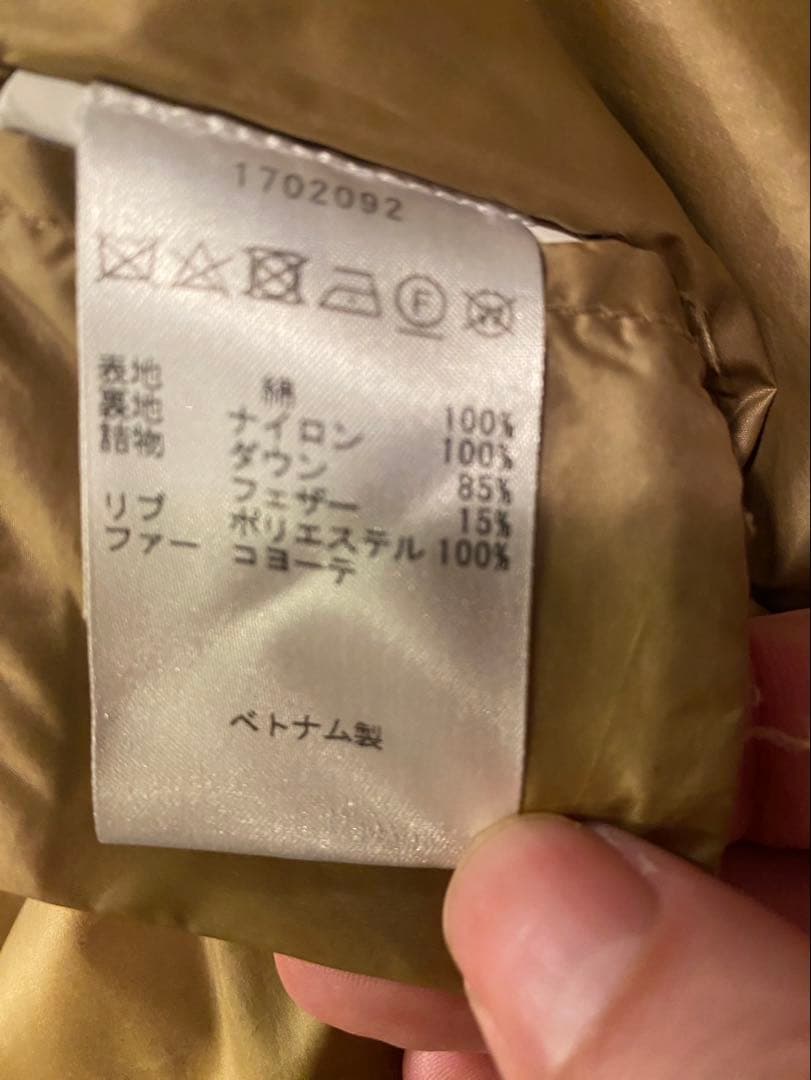 1702092
F
W
表地 綿 100%
裏地 ナイロン 100%
詰物 ダウン 85%
フェザー 15%
リブ ポリエステル 100%
ファー コヨーテ
ベトナム製